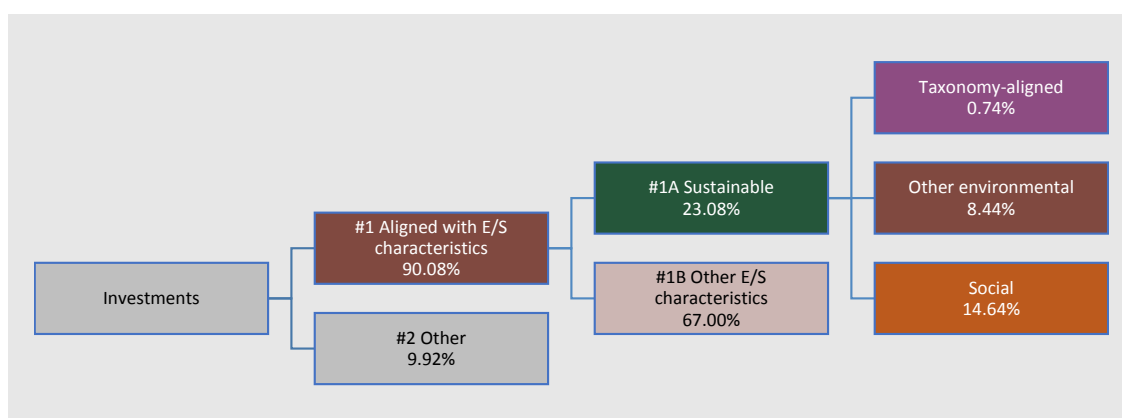 Investments
#1 Aligned with E/S
characteristics
90.08%
#2 Other
9.92%
#1A Sustainable
23.08%
#1B Other E/S
characteristics
67.00%
Taxonomy-aligned
0.74%
Other environmental
8.44%
Social
14.64%